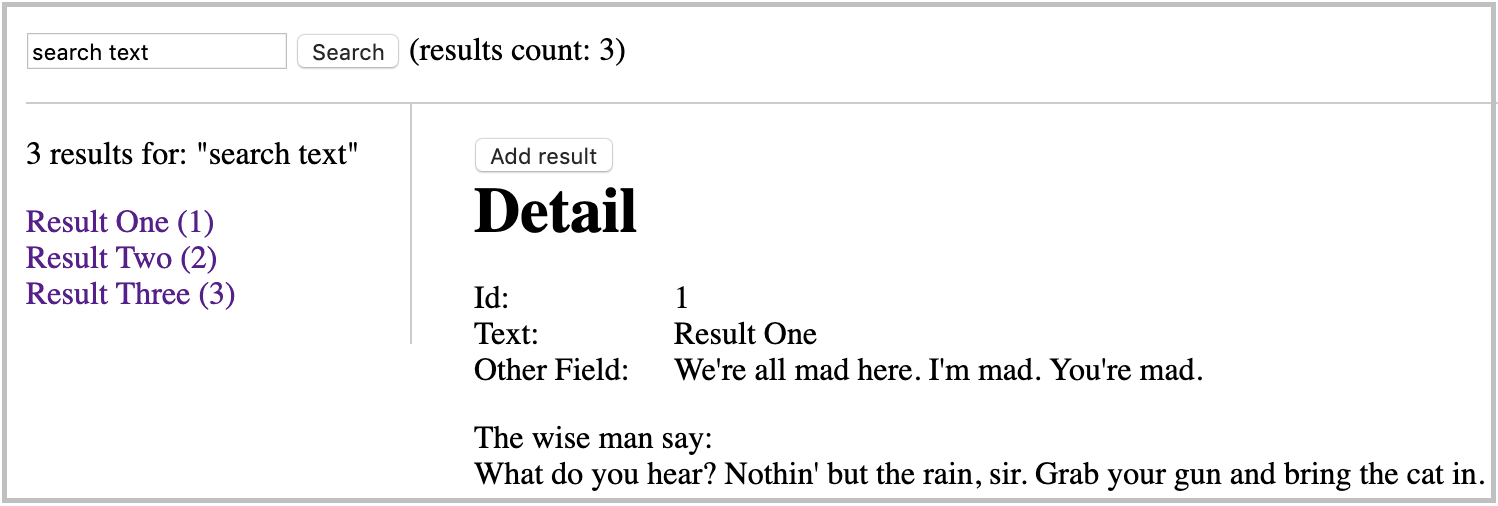 search text Search (results count: 3)
3 results for: "search text"
Result One (1)
Result Two (2)
Result Three (3)
Add result
Detail
Id: 1
Text: Result One
Other Field: We're all mad here. I'm mad. You're mad.
The wise man say:
What do you hear? Nothin' but the rain, sir. Grab your gun and bring the cat in.